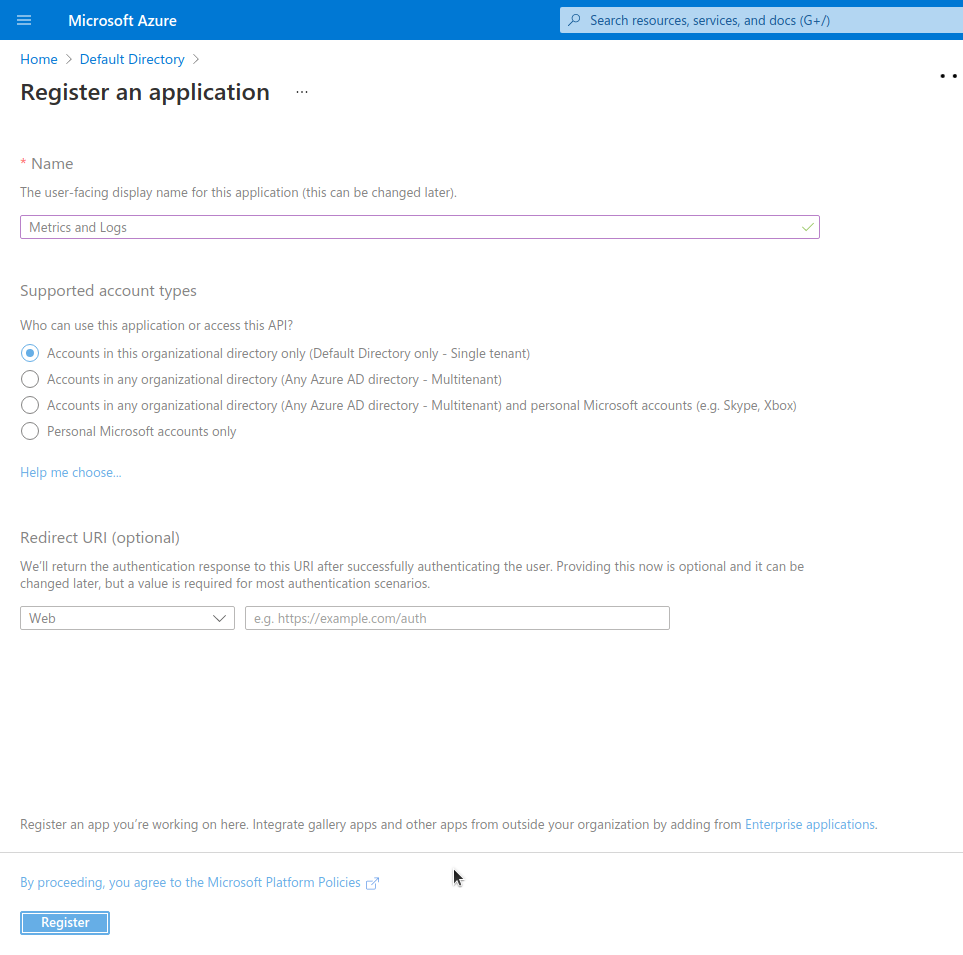 Microsoft Azure
Search resources, services, and docs (G+/)
Home > Default Directory >
Register an application ...
* Name
The user-facing display name for this application (this can be changed later).
Metrics and Logs
Supported account types
Who can use this application or access this API?
Accounts in this organizational directory only (Default Directory only - Single tenant)
Accounts in any organizational directory (Any Azure AD directory - Multitenant)
Accounts in any organizational directory (Any Azure AD directory - Multitenant) and personal Microsoft accounts (e.g. Skype, Xbox)
Personal Microsoft accounts only
Help me choose...
Redirect URI (optional)
We'll return the authentication response to this URI after successfully authenticating the user. Providing this now is optional and it can be
changed later, but a value is required for most authentication scenarios.
Web
e.g. https://example.com/auth
Register an app you're working on here. Integrate gallery apps and other apps from outside your organization by adding from Enterprise applications.
By proceeding, you agree to the Microsoft Platform Policies
Register